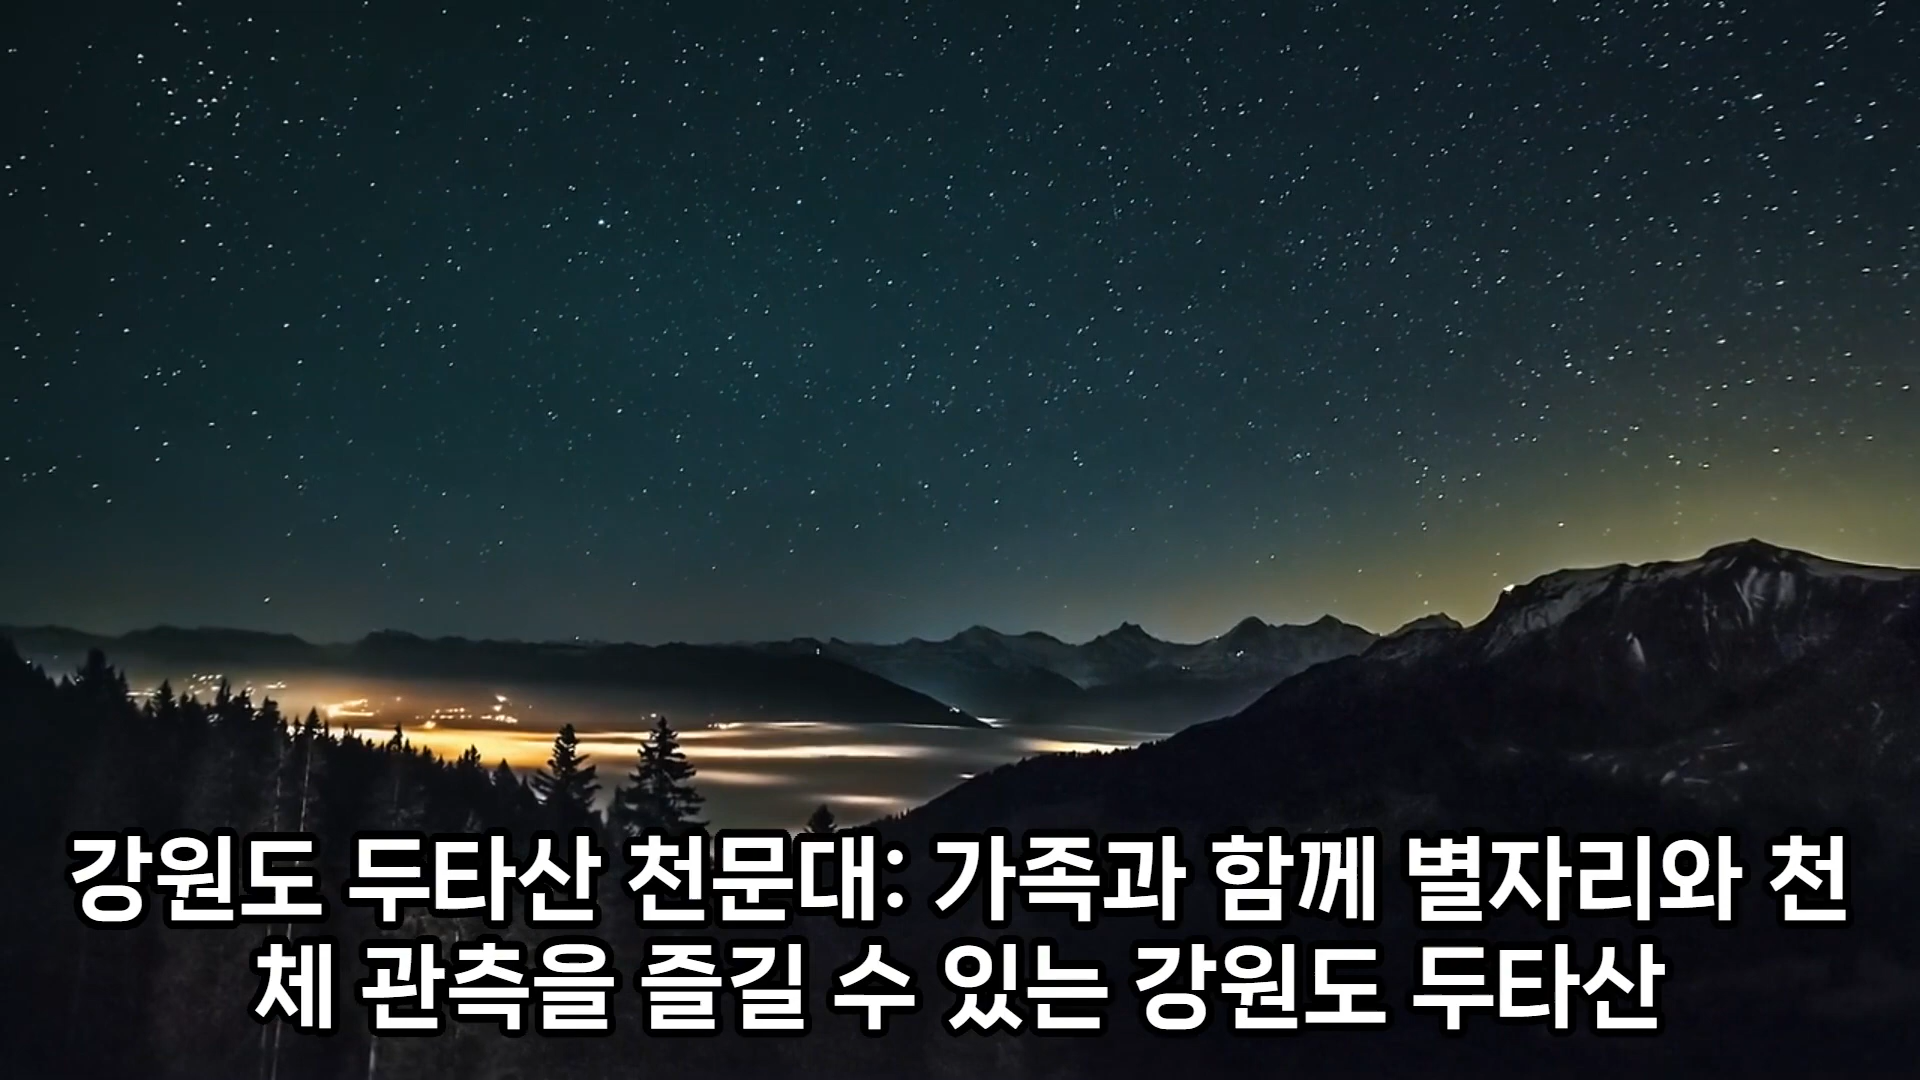 강원도 두타산 천문대: 가족과 함께 별자리와 천
체 관측을 즐길 수 있는 강원도 두타산